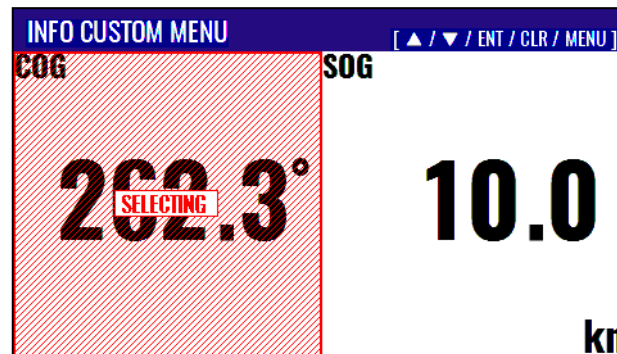 INFO CUSTOM MENU [ ▲ / ▼ / ENT / CLR / MENU ]
COG SOG
262.3° 10.0
SELECTING